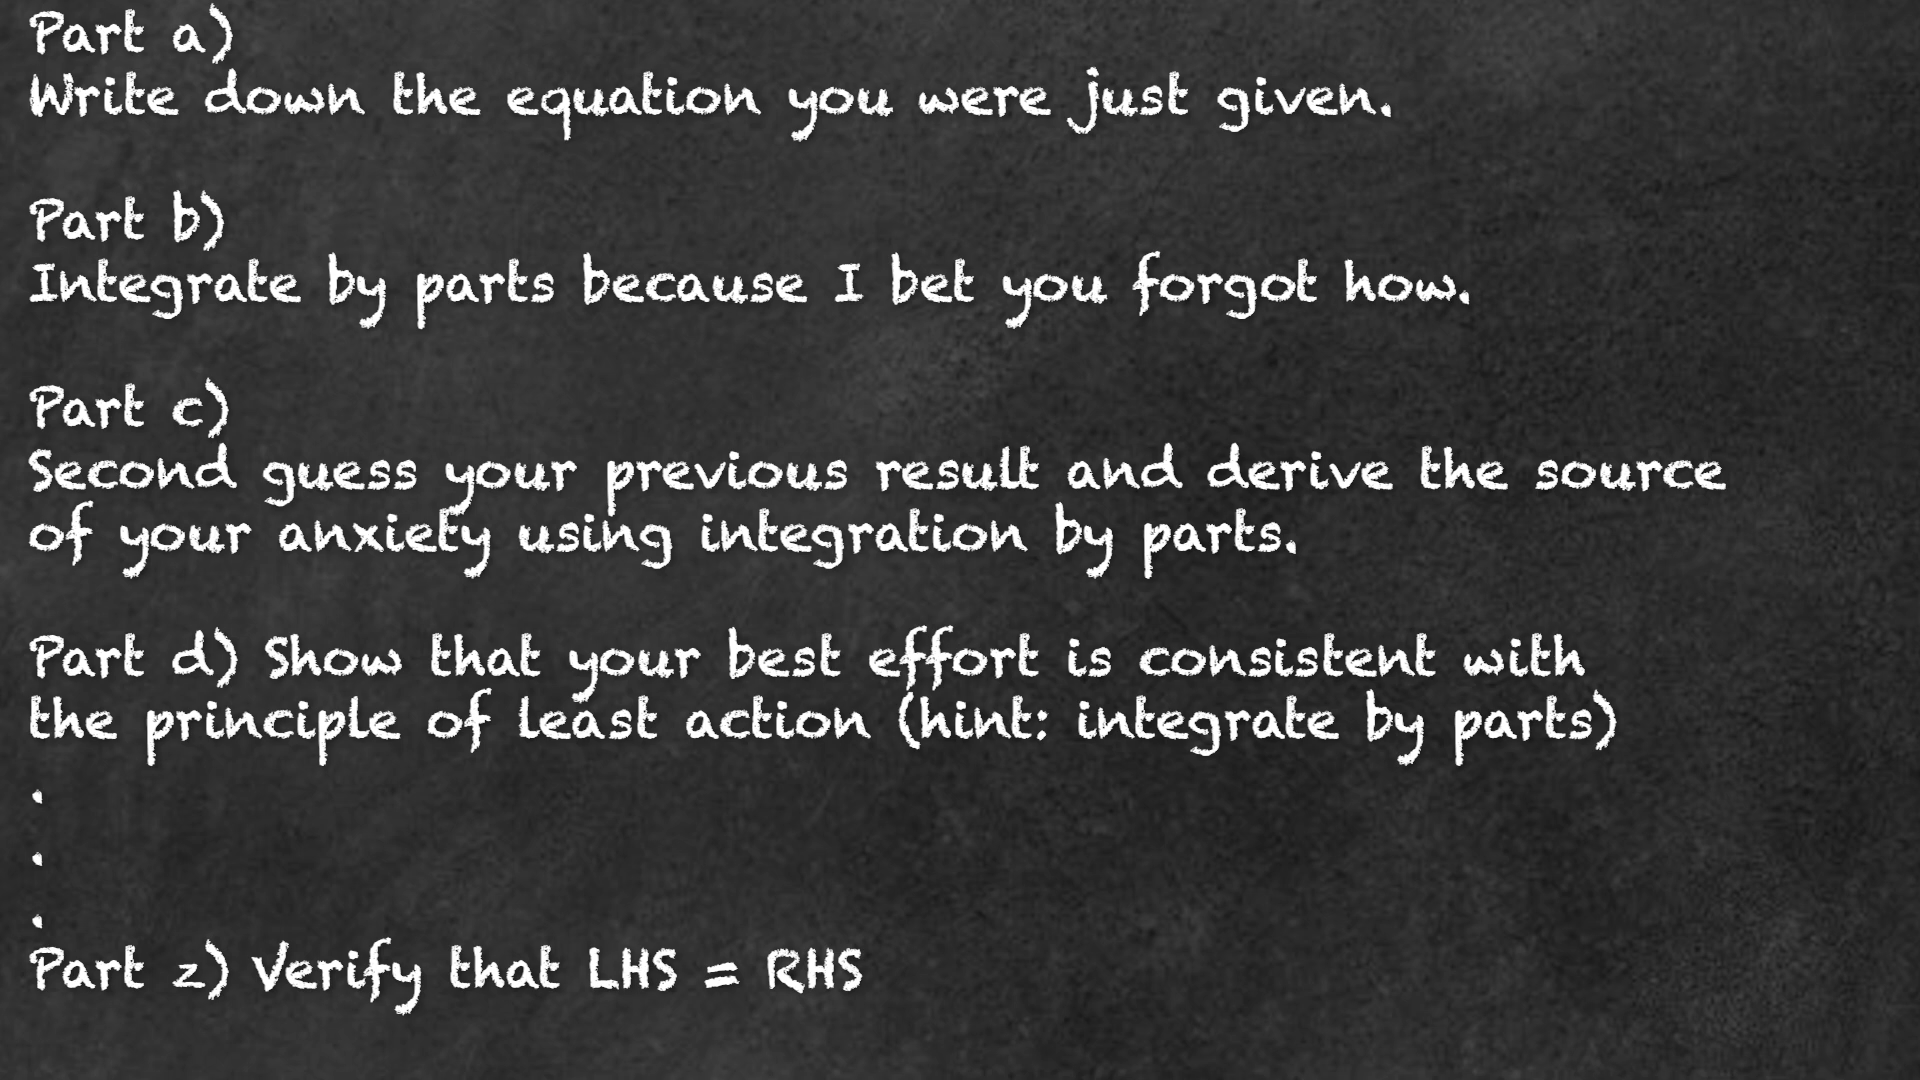 Part a)
Write down the equation you were just given.
Part b)
Integrate by parts because I bet you forgot how.
Part c)
Second guess your previous result and derive the source
of your anxiety using integration by parts.
Part d) Show that your best effort is consistent with
the principle of least action (hint: integrate by parts)
.
.
.
Part z) Verify that LHS = RHS